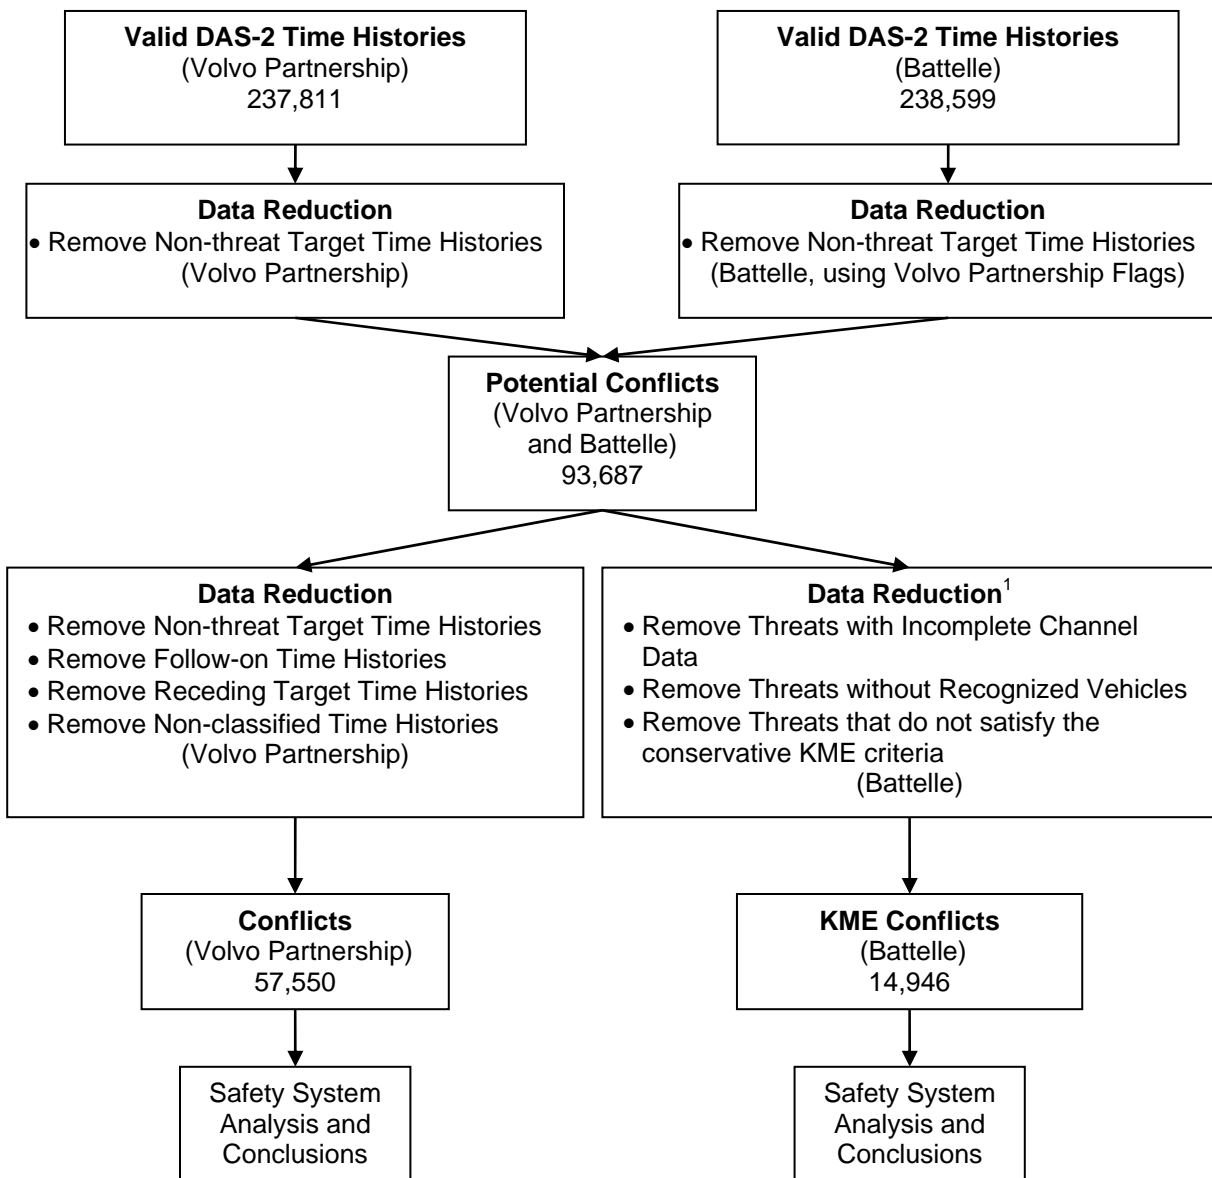 Valid DAS-2 Time Histories
(Volvo Partnership)
237,811
Valid DAS-2 Time Histories
(Battelle)
238,599
Data Reduction
• Remove Non-threat Target Time Histories
(Volvo Partnership)
Data Reduction
• Remove Non-threat Target Time Histories
(Battelle, using Volvo Partnership Flags)
Potential Conflicts
(Volvo Partnership
and Battelle)
93,687
Data Reduction
• Remove Non-threat Target Time Histories
• Remove Follow-on Time Histories
• Remove Receding Target Time Histories
• Remove Non-classified Time Histories
(Volvo Partnership)
Data Reduction¹
• Remove Threats with Incomplete Channel
Data
• Remove Threats without Recognized Vehicles
• Remove Threats that do not satisfy the
conservative KME criteria
(Battelle)
Conflicts
(Volvo Partnership)
57,550
KME Conflicts
(Battelle)
14,946
Safety System
Analysis and
Conclusions
Safety System
Analysis and
Conclusions